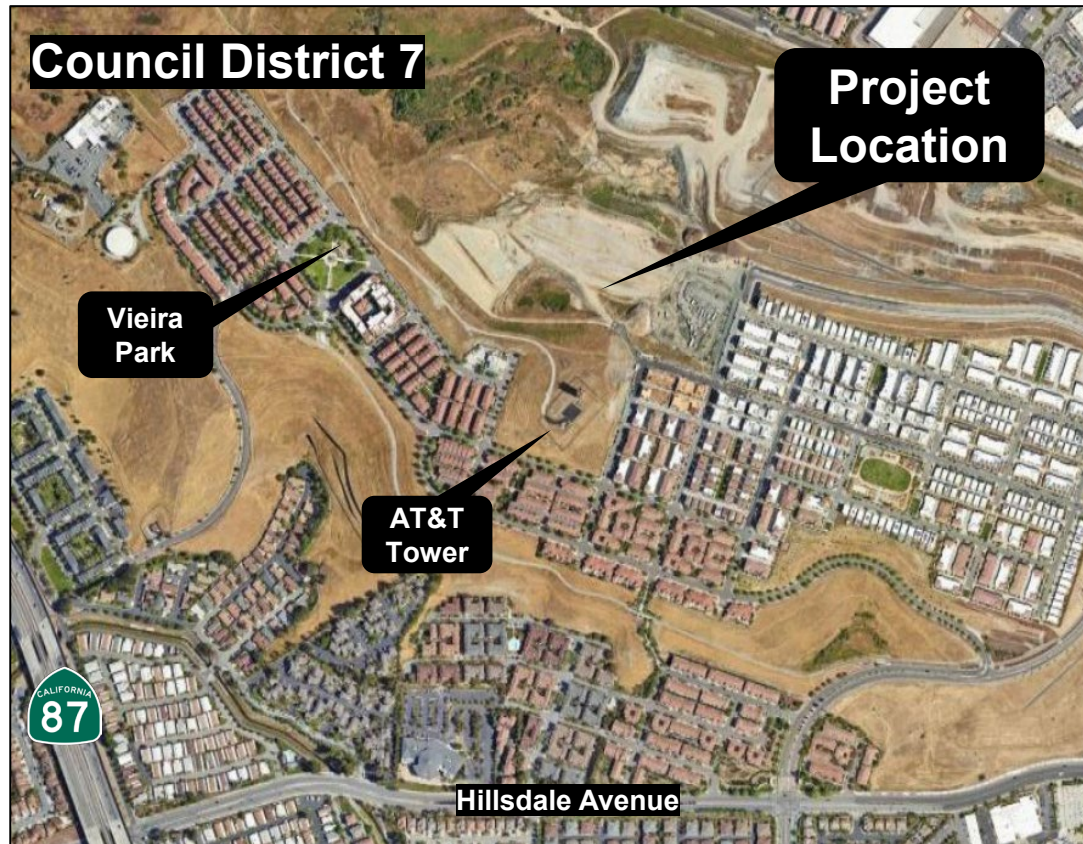 Council District 7
Project
Location
Vieira
Park
AT&T
Tower
CALIFORNIA
87
Hillsdale Avenue